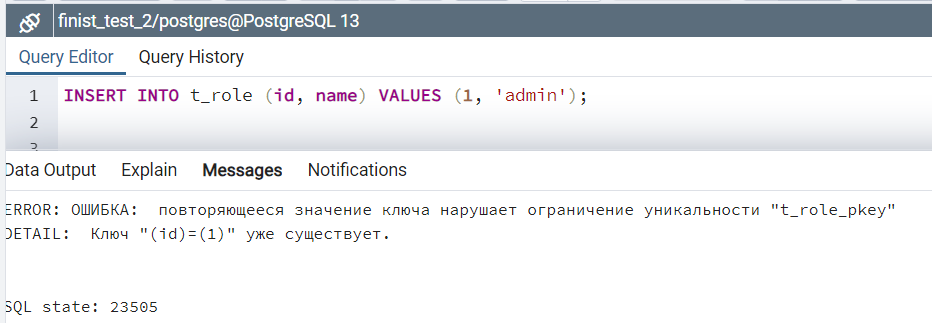 finist_test_2/postgres@PostgreSQL 13
Query Editor Query History
1 INSERT INTO t_role (id, name) VALUES (1, 'admin');
2
3
Data Output Explain Messages Notifications
ERROR: ОШИБКА: повторяющееся значение ключа нарушает ограничение уникальности "t_role_pkey"
DETAIL: Ключ "(id)=(1)" уже существует.
SQL state: 23505